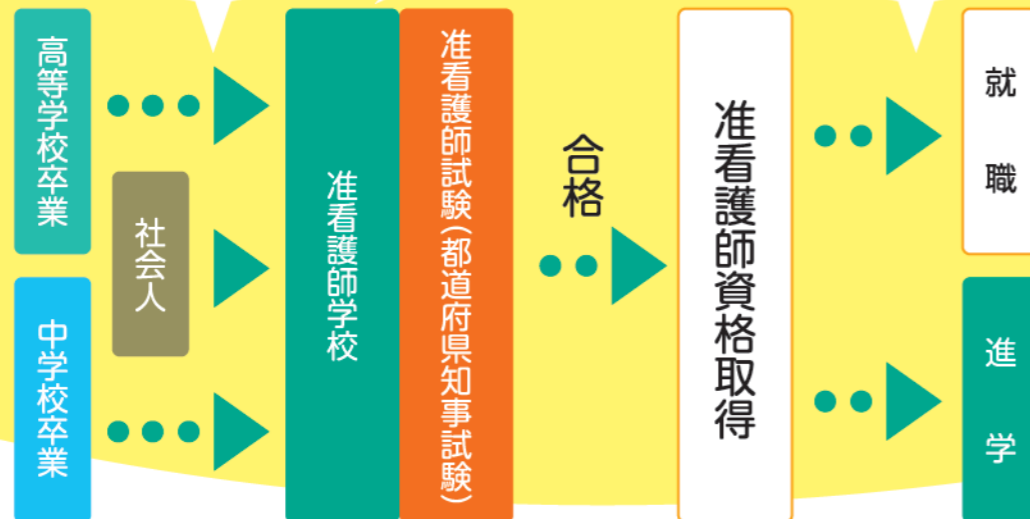 高等学校卒業
社会人
中学校卒業
准看護師学校
准看護師試験(都道府県知事試験)
合格
准看護師資格取得
就職
進学